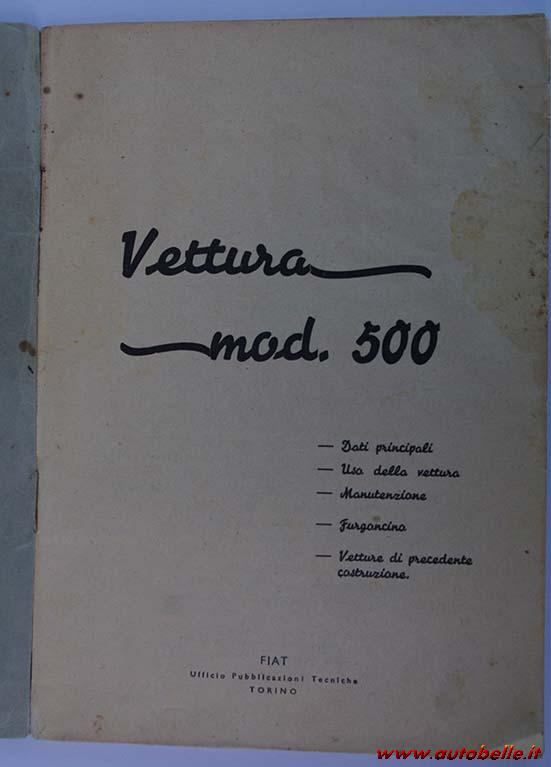 Vettura
mod. 500
— Dati principali
— Uso della vettura
— Manutenzione
— Furgoncino
— Vetture di precedente
costruzione.
FIAT
Ufficio Pubblicazioni Tecniche
TORINO
www.autobelle.it